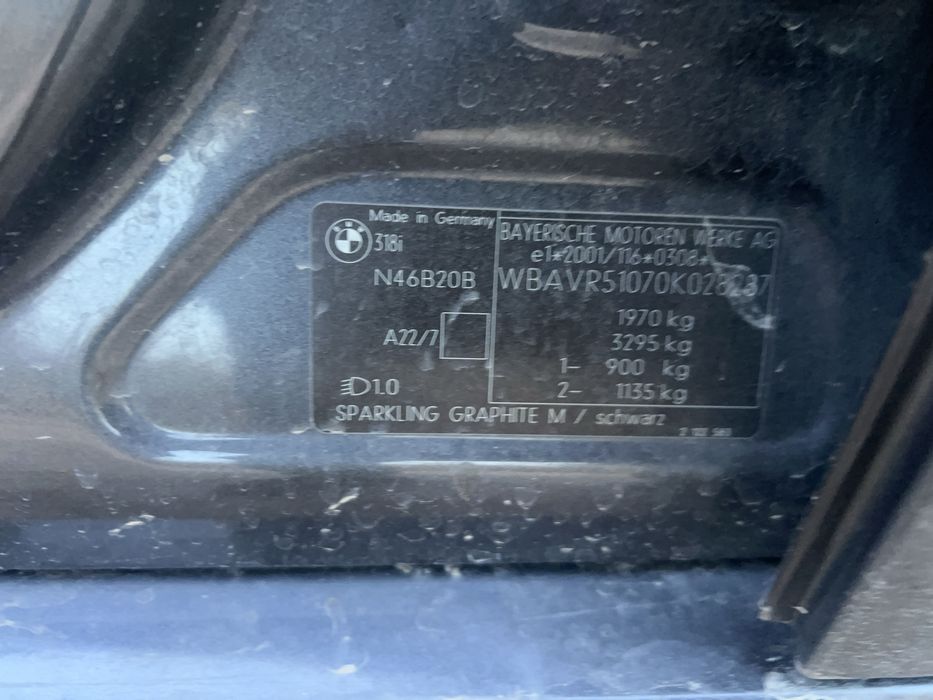 Made in Germany
BMW
318i
BAYERISCHE MOTOREN WERKE AG
e1*2001/116*0308*
N46B20B
1970 kg
A22/7
3295 kg
1- 900 kg
1.0
2- 1135 kg
SPARKLING GRAPHITE M / schwarz